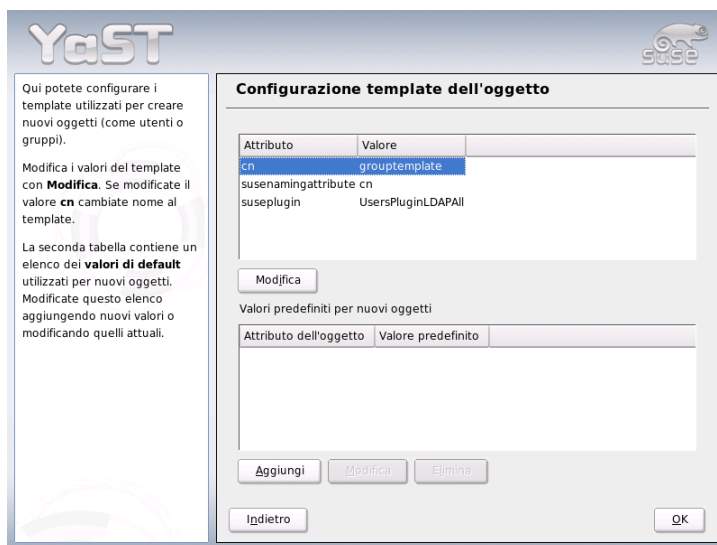 YaST
SUSE
Qui potete configurare i
template utilizzati per creare
nuovi oggetti (come utenti o
gruppi).
Modifica i valori del template
con Modifica. Se modificate il
valore cn cambiate nome al
template.
La seconda tabella contiene un
elenco dei valori di default
utilizzati per nuovi oggetti.
Modificate questo elenco
aggiungendo nuovi valori o
modificando quelli attuali.
Configurazione template dell'oggetto
Attributo Valore
cn grouptemplate
susenamingattribute cn
suseplugin UsersPluginLDAPAll
Modifica
Valori predefiniti per nuovi oggetti
Attributo dell'oggetto Valore predefinito
Aggiungi Modifica Elimina
Indietro OK